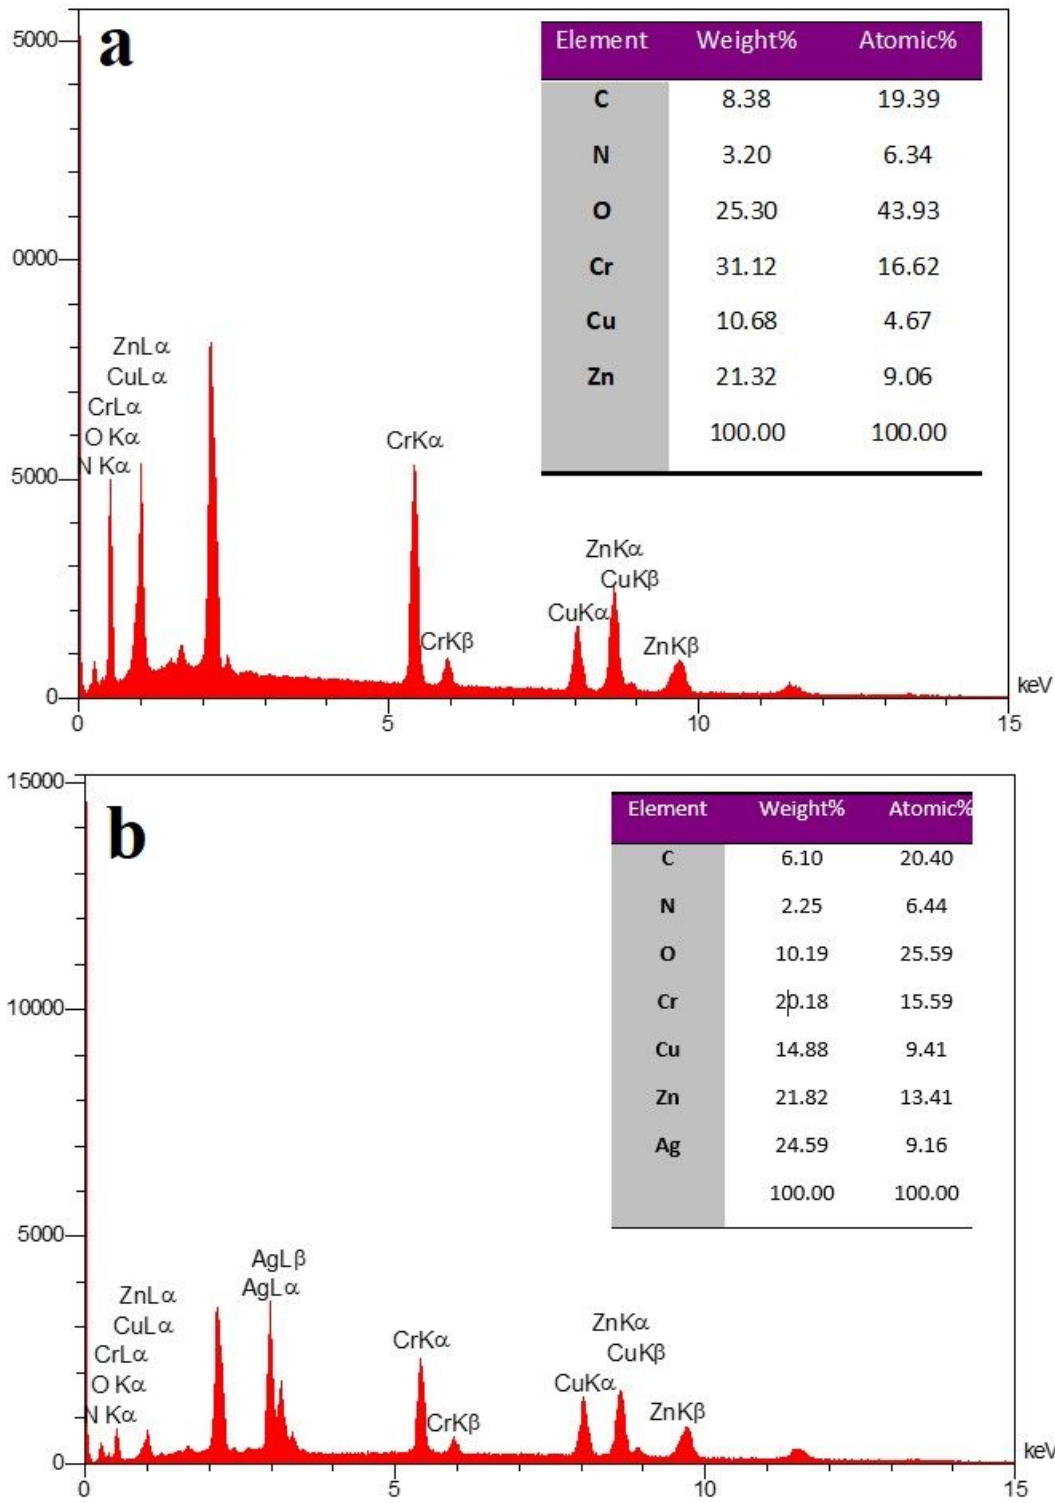 a
Element Weight% Atomic%
C 8.38 19.39
N 3.20 6.34
O 25.30 43.93
Cr 31.12 16.62
Cu 10.68 4.67
Zn 21.32 9.06
100.00 100.00
5000
0000
5000
0
ZnLα
CuLα
CrLα
O Kα
N Kα
CrKα
CrKβ
ZnKα
CuKβ
CuKα
ZnKβ
keV
0 5 10 15
b
Element Weight% Atomic%
C 6.10 20.40
N 2.25 6.44
O 10.19 25.59
Cr 20.18 15.59
Cu 14.88 9.41
Zn 21.82 13.41
Ag 24.59 9.16
100.00 100.00
15000
10000
5000
0
ZnLα
CuLα
CrLα
O Kα
N Kα
AgLβ
AgLα
CrKα
CrKβ
ZnKα
CuKβ
CuKα
ZnKβ
keV
0 5 10 15